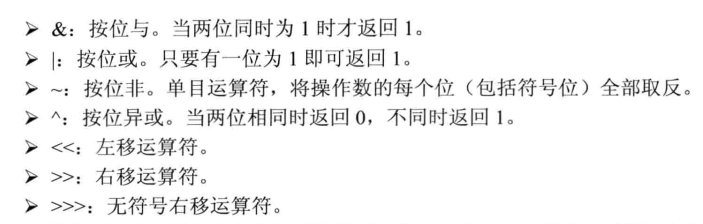 ➢ &：按位与。当两位同时为 1 时才返回 1。
➢ |：按位或。只要有一位为 1 即可返回 1。
➢ ~：按位非。单目运算符，将操作数的每个位（包括符号位）全部取反。
➢ ^：按位异或。当两位相同时返回 0，不同时返回 1。
➢ <<：左移运算符。
➢ >>：右移运算符。
➢ >>>：无符号右移运算符。